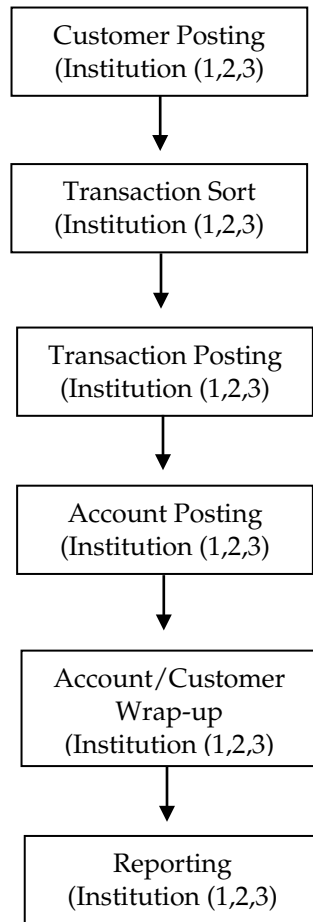 Customer Posting
(Institution (1,2,3)
Transaction Sort
(Institution (1,2,3)
Transaction Posting
(Institution (1,2,3)
Account Posting
(Institution (1,2,3)
Account/Customer
Wrap-up
(Institution (1,2,3)
Reporting
(Institution (1,2,3)